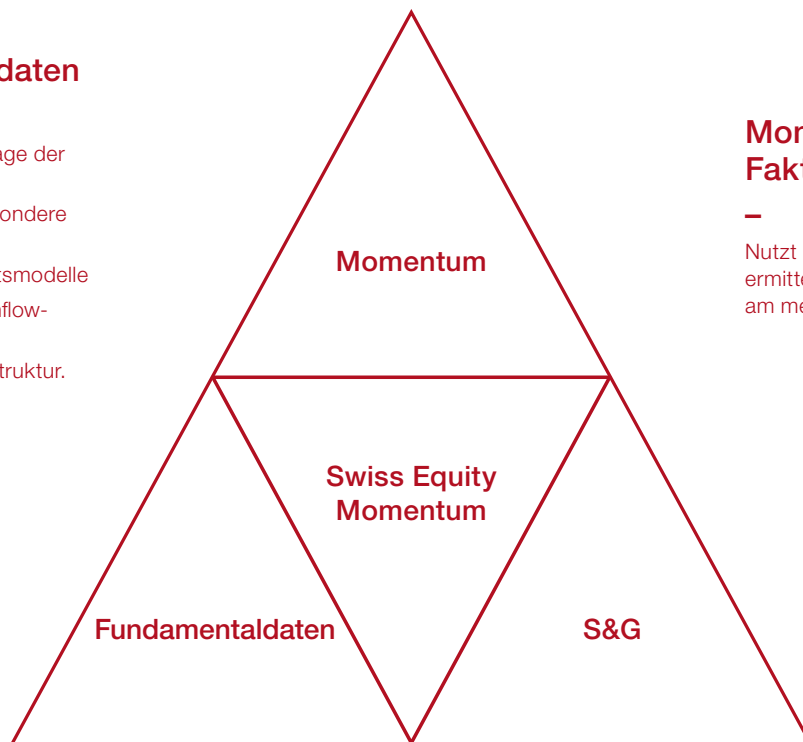 daten
age der
ondere
tsmodelle
flow-
truktur.
Momentum
Swiss Equity
Momentum
Fundamentaldaten
S&G
Mor
Fakt
–
Nutzt
ermitte
am me